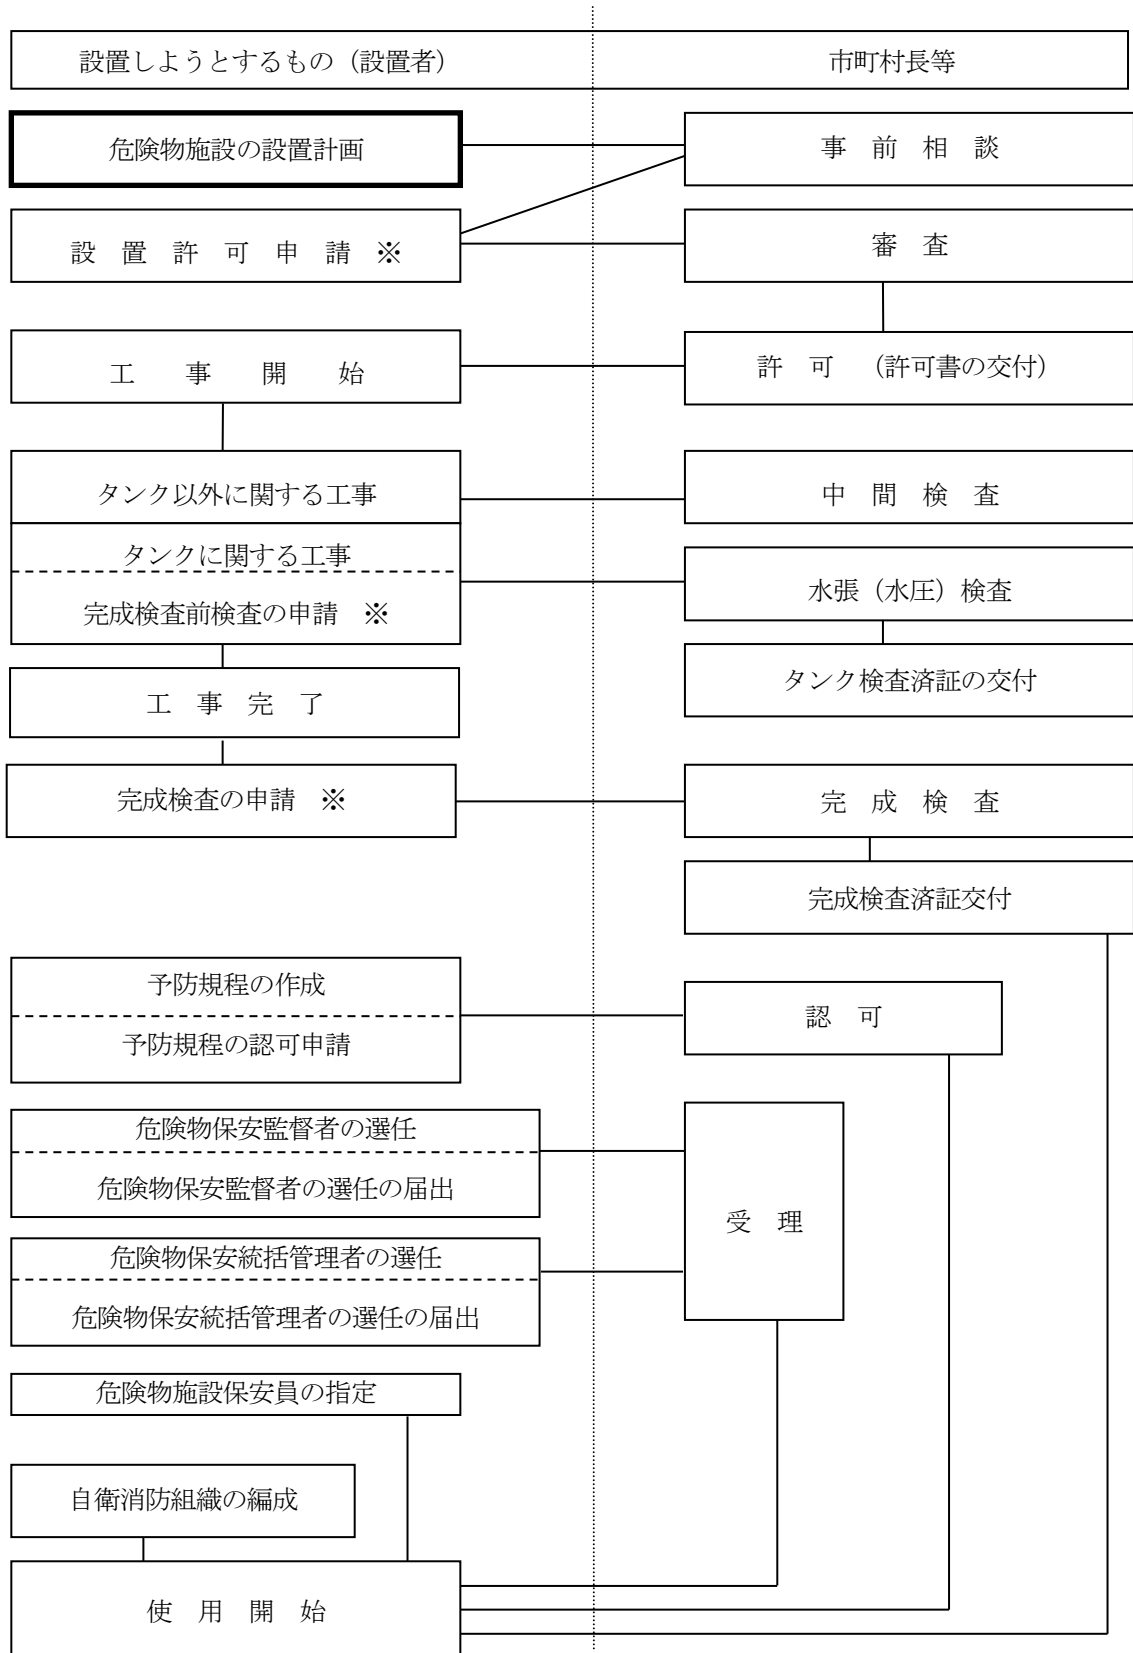 設置しようとするもの（設置者） 市町村長等
危険物施設の設置計画 事　前　相　談
設　置　許　可　申　請　※ 審　査
工　　事　　開　　始 許　可　（許可書の交付）
タンク以外に関する工事 中　間　検　査
タンクに関する工事
完成検査前検査の申請　※ 水張（水圧）検査
工　事　完　了 タンク検査済証の交付
完成検査の申請　※ 完　成　検　査
完成検査済証交付
予防規程の作成
予防規程の認可申請 認　可
危険物保安監督者の選任
危険物保安監督者の選任の届出
受　理
危険物保安統括管理者の選任
危険物保安統括管理者の選任の届出
危険物施設保安員の指定
自衛消防組織の編成
使　用　開　始